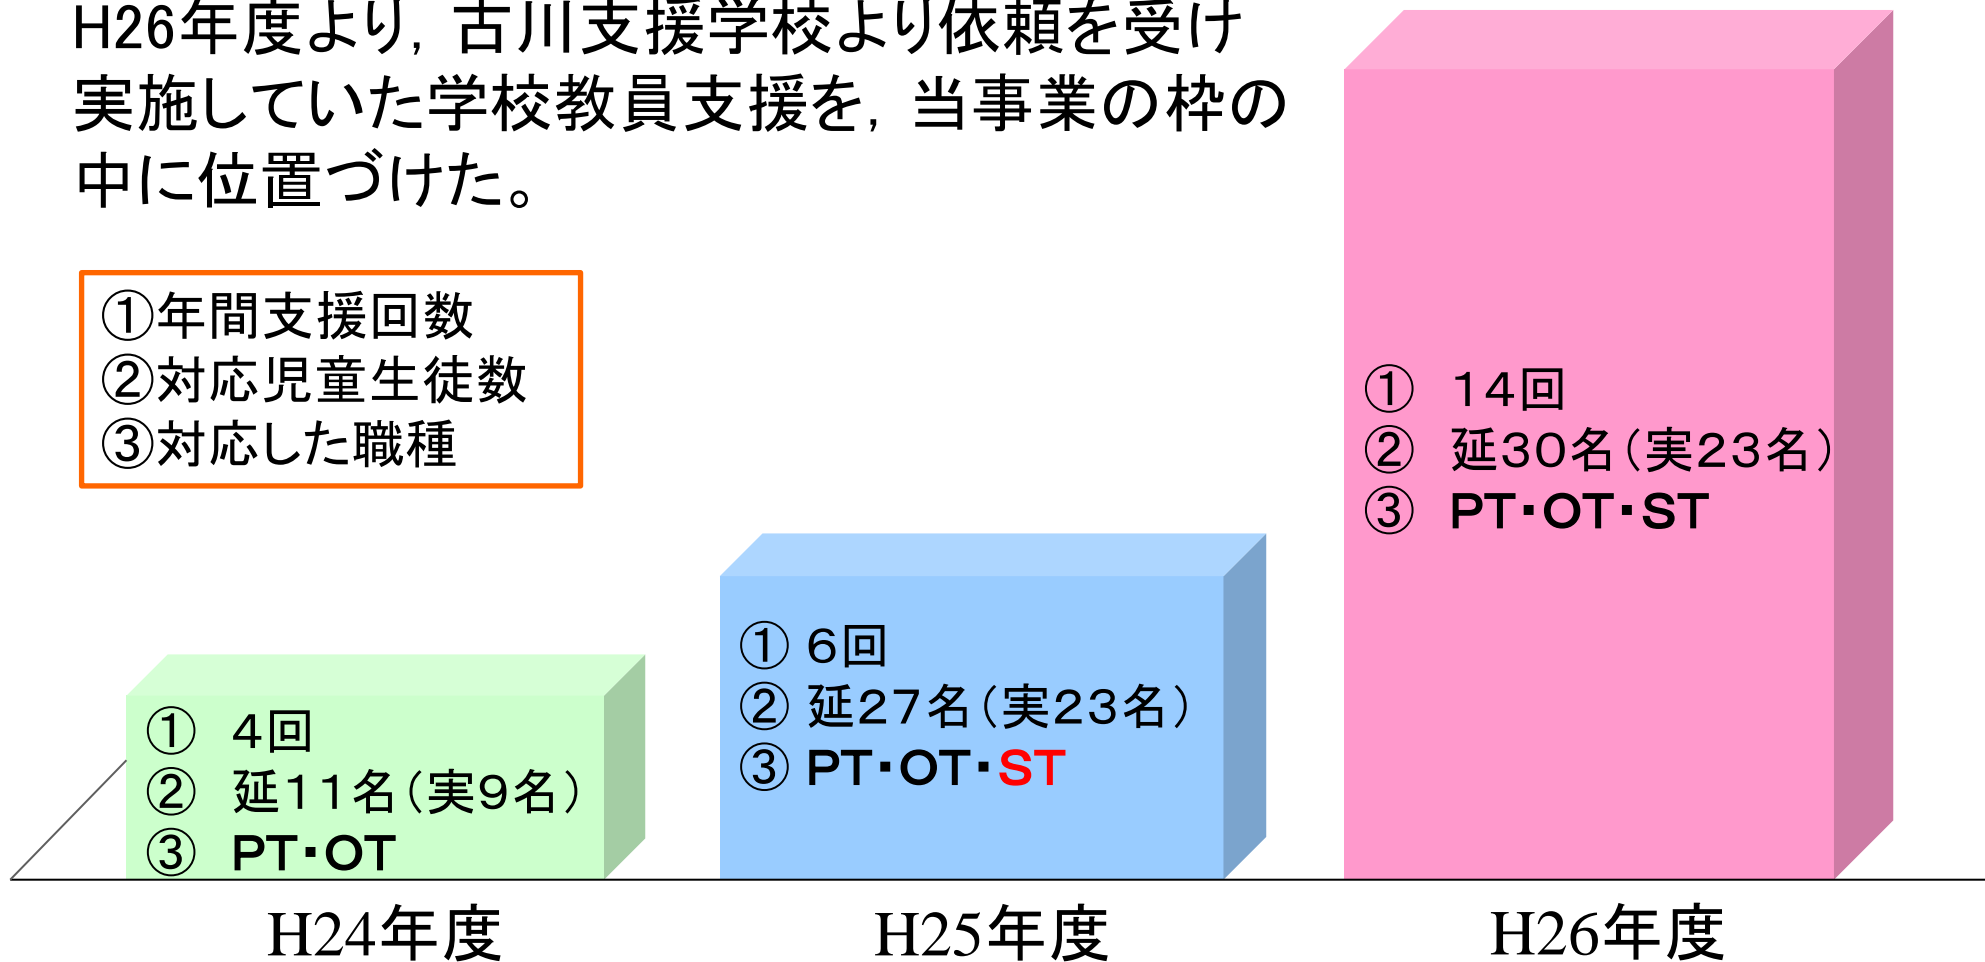 H26年度より，古川支援学校より依頼を受け
実施していた学校教員支援を，当事業の枠の
中に位置づけた。
①年間支援回数
②対応児童生徒数
③対応した職種
① 4回
② 延11名（実9名）
③ PT・OT
① 6回
② 延27名（実23名）
③ PT・OT・ST
① 14回
② 延30名（実23名）
③ PT・OT・ST
H24年度
H25年度
H26年度